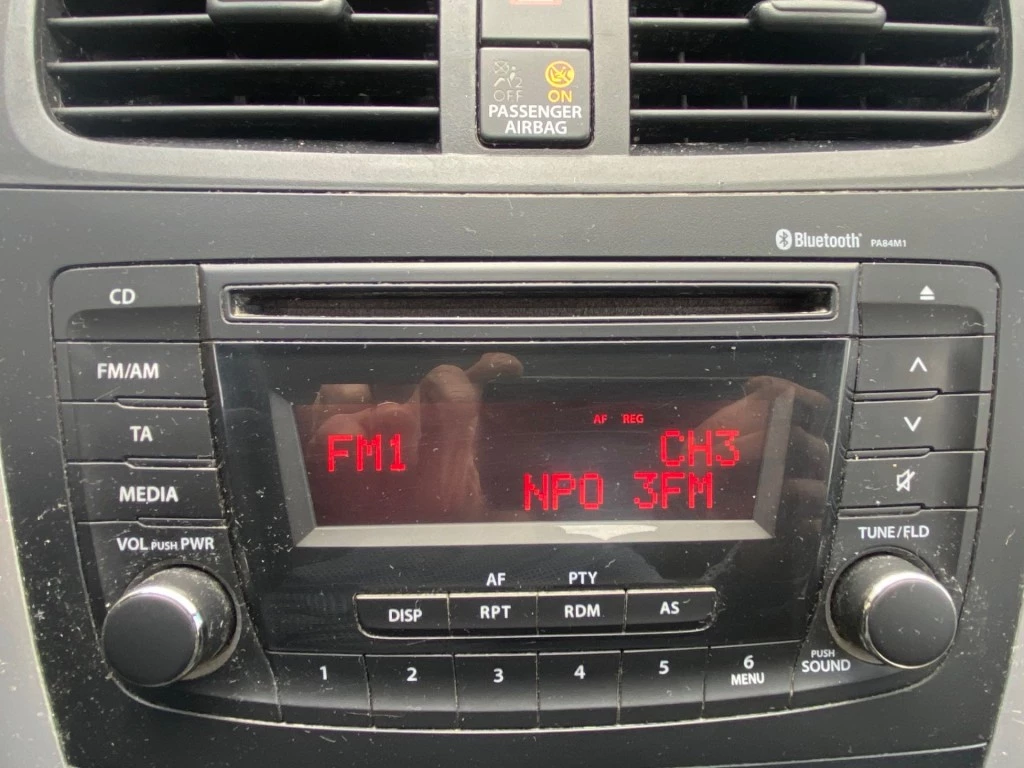 OFF ON
PASSENGER
AIRBAG
Bluetooth PA84M1
CD
FM/AM
TA
MEDIA
VOL PUSH PWR
AF REG
FM1 CH3
NPO 3FM
TUNE/FLD
AF PTY
DISP RPT RDM AS
1 2 3 4 5 6
MENU
PUSH
SOUND